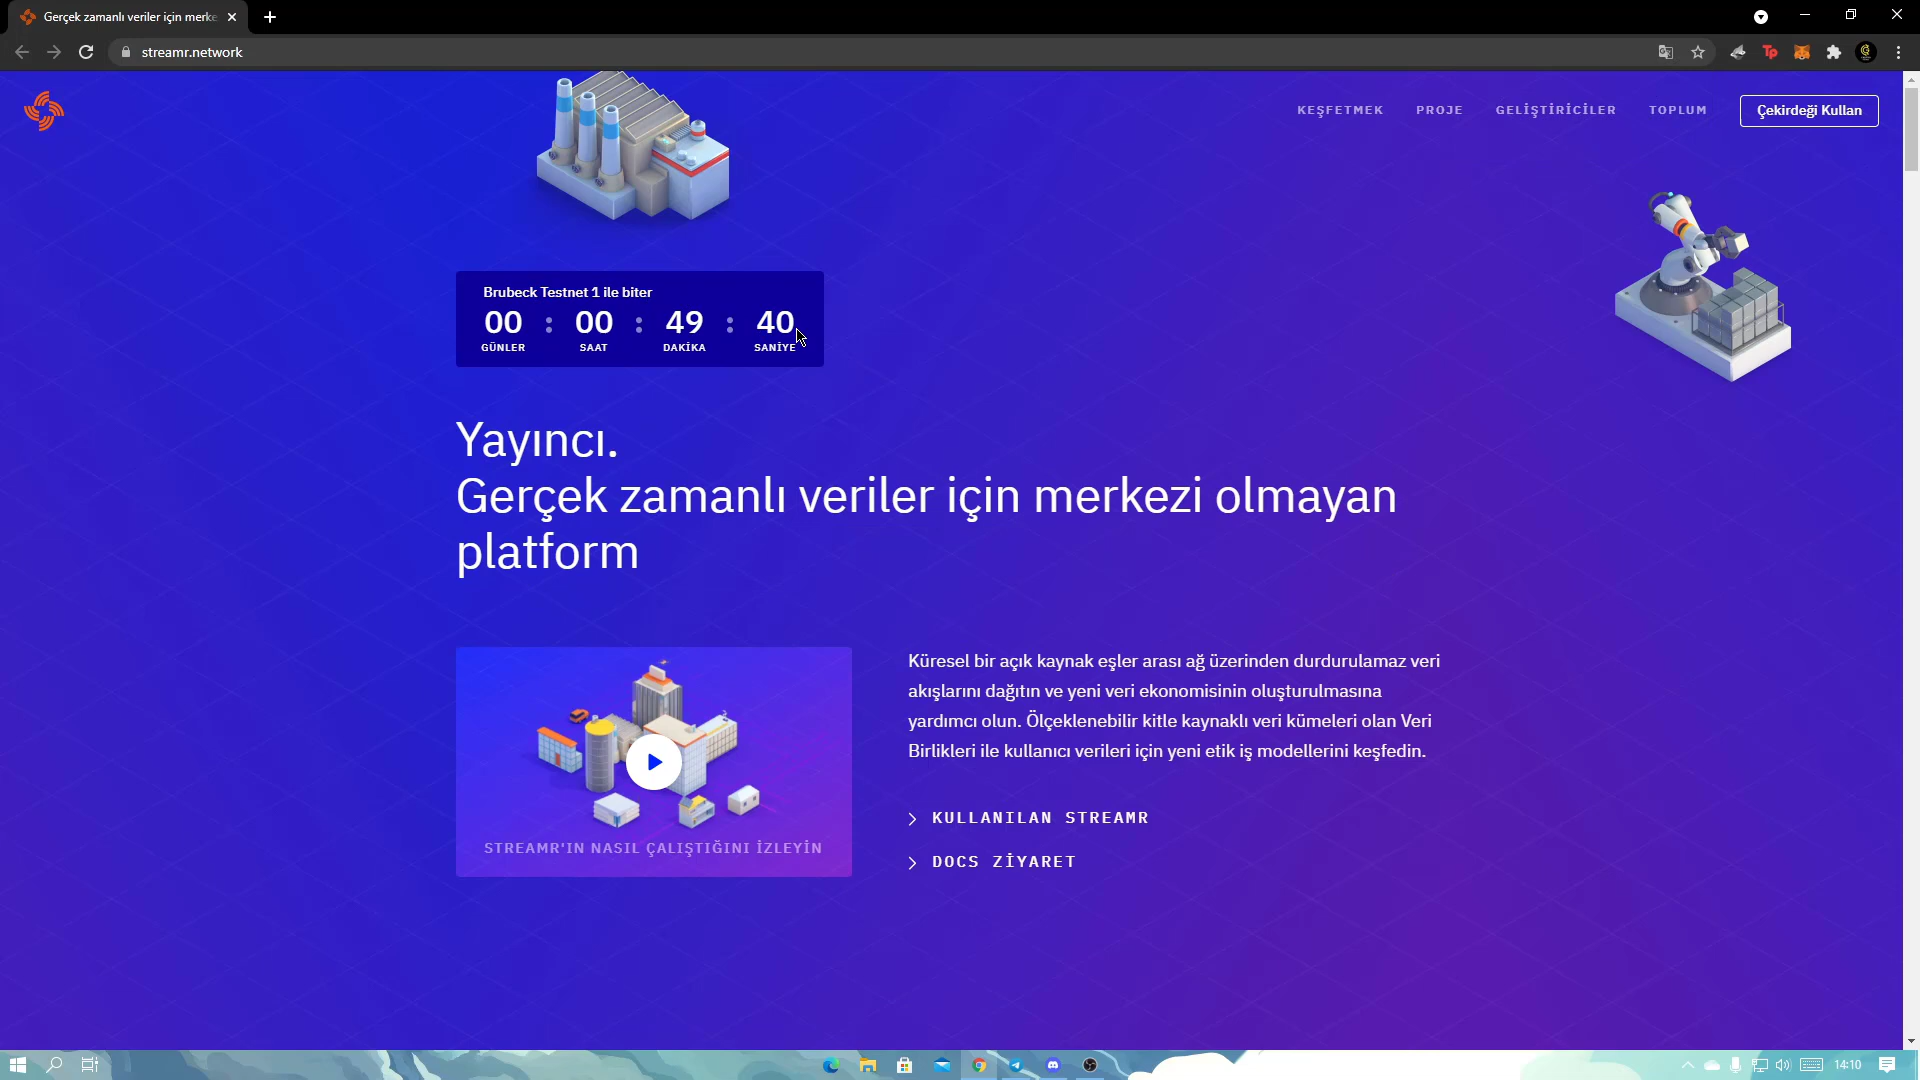 Gerçek zamanlı veriler için merke
streamr.network
KEŞFETMEK
PROJE
GELİŞTİRİCİLER
TOPLUM
Çekirdeği Kullan
Brubeck Testnet 1 ile biter
00 : 00 : 49 : 40
GÜNLER SAAT DAKİKA SANİYE
Yayıncı.
Gerçek zamanlı veriler için merkezi olmayan
platform
STREAMR'IN NASIL ÇALIŞTIĞINI İZLEYİN
Küresel bir açık kaynak eşler arası ağ üzerinden durdurulamaz veri
akışlarını dağıtın ve yeni veri ekonomisinin oluşturulmasına
yardımcı olun. Ölçeklenebilir kitle kaynaklı veri kümeleri olan Veri
Birlikleri ile kullanıcı verileri için yeni etik iş modellerini keşfedin.
KULLANILAN STREAMR
DOCS ZİYARET
14:10